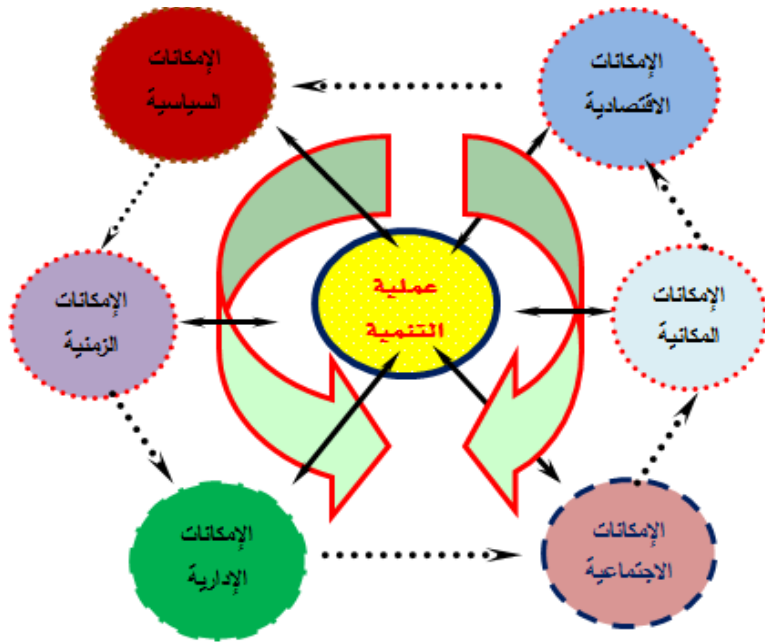 الإمكانات
الاقتصادية
الإمكانات
السياسية
عملية
التنمية
الإمكانات
المكانية
الإمكانات
الزمنية
الإمكانات
الاجتماعية
الإمكانات
الإدارية